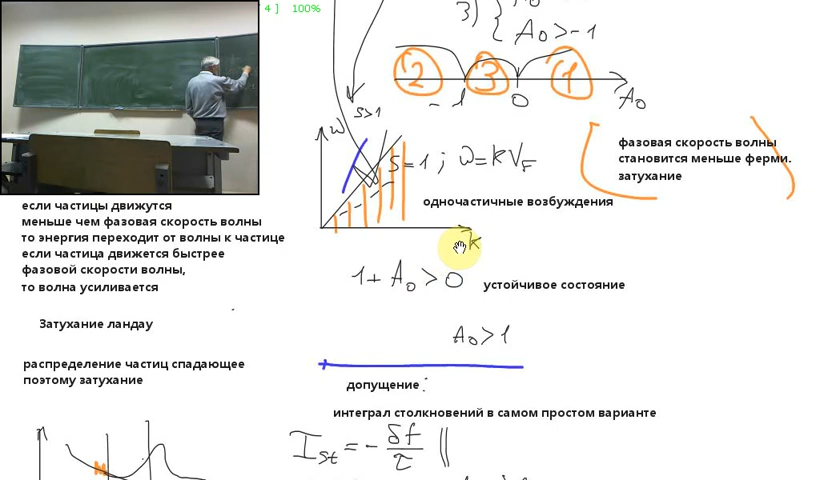 4 ] 100%
3) { A₀ > -1
2 3 1
-1 0 A₀
S>1
ω
S=1 ; ω=kV_F
фазовая скорость волны
становится меньше ферми.
затухание
одночастичные возбуждения
k
если частицы движутся
меньше чем фазовая скорость волны
то энергия переходит от волны к частице
если частица движется быстрее
фазовой скорости волны,
то волна усиливается
1+A₀>0
устойчивое состояние
Затухание ландау
A₀>1
распределение частиц спадающее
поэтому затухание
допущение :
интеграл столкновений в самом простом варианте
I_st = - δf/τ